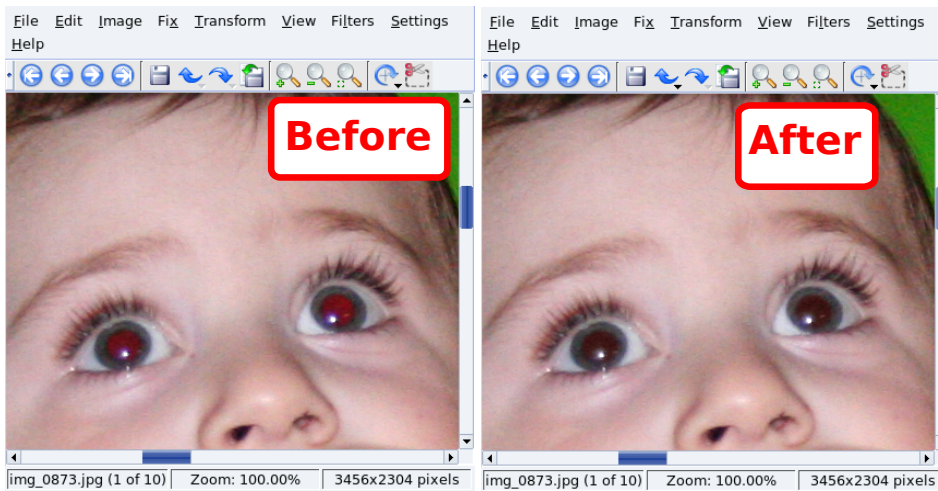 File Edit Image Fix Transform View Filters Settings
Help
Before
img_0873.jpg (1 of 10) Zoom: 100.00% 3456x2304 pixels
File Edit Image Fix Transform View Filters Settings
Help
After
img_0873.jpg (1 of 10) Zoom: 100.00% 3456x2304 pixels